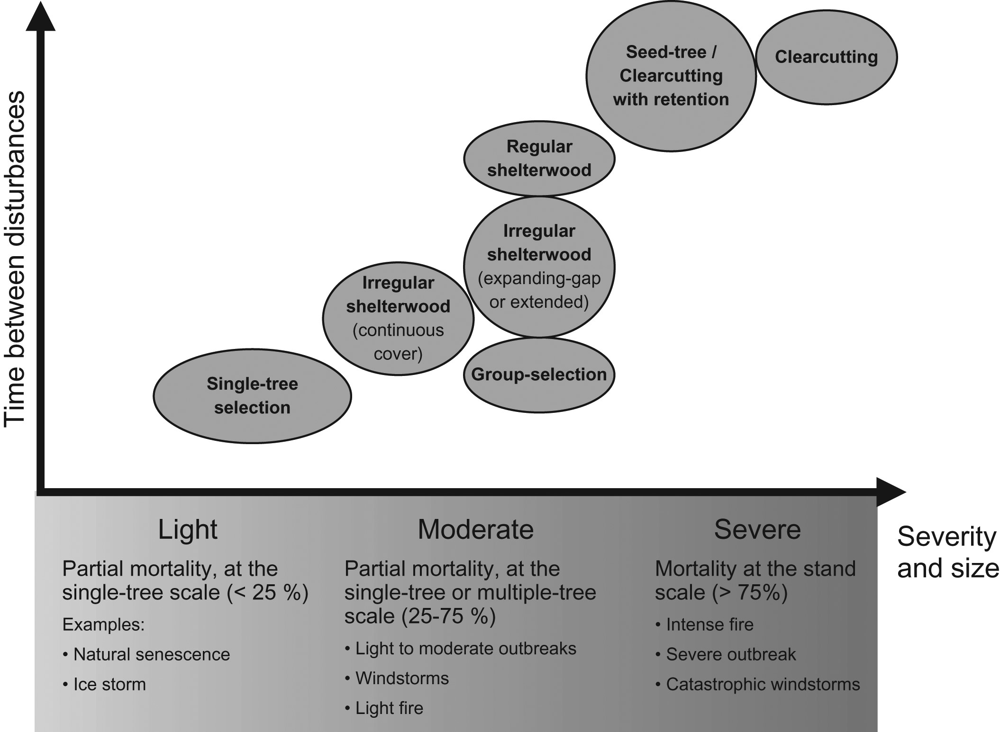 Time between disturbances
Seed-tree /
Clearcutting
with retention
Clearcutting
Regular
shelterwood
Irregular
shelterwood
(expanding-gap
or extended)
Irregular
shelterwood
(continuous
cover)
Group-selection
Single-tree
selection
Light
Partial mortality, at the
single-tree scale (< 25 %)
Examples:
• Natural senescence
• Ice storm
Moderate
Partial mortality, at the
single-tree or multiple-tree
scale (25-75 %)
• Light to moderate outbreaks
• Windstorms
• Light fire
Severe
Mortality at the stand
scale (> 75%)
• Intense fire
• Severe outbreak
• Catastrophic windstorms
Severity
and size